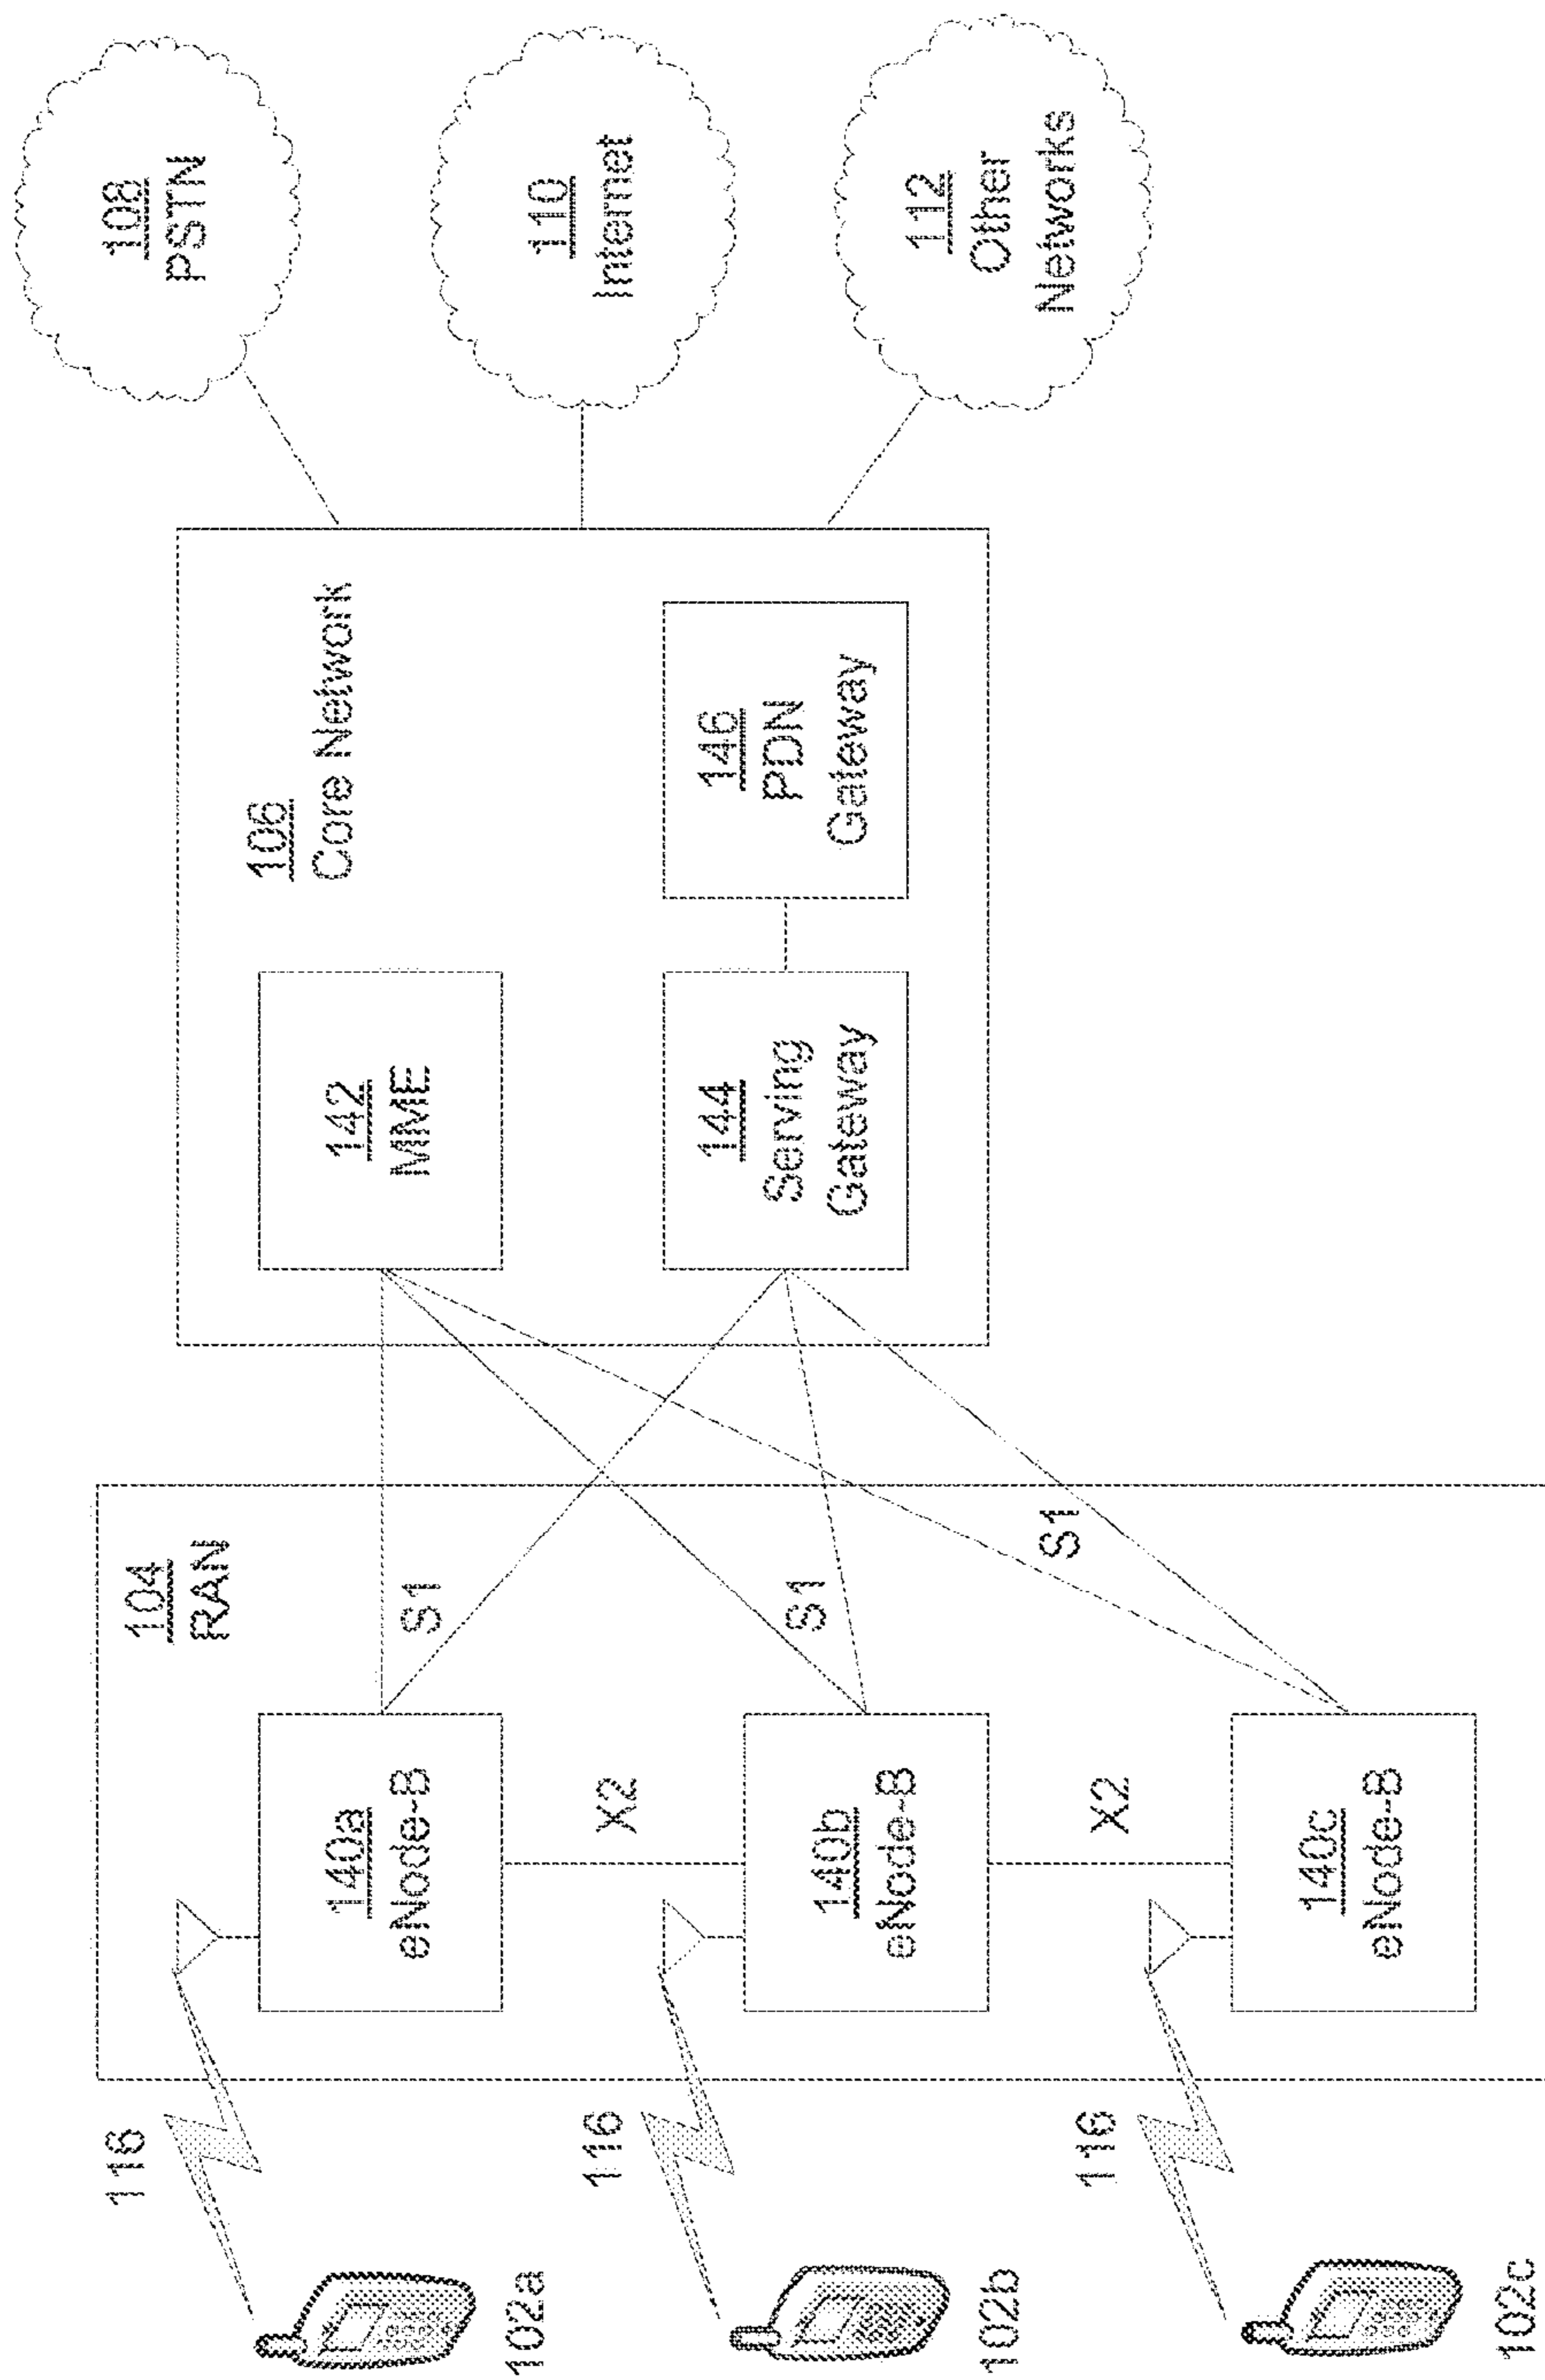 116
102a
116
102b
116
102c
104
RAN
140a
eNode-B
X2
140b
eNode-B
X2
140c
eNode-B
S1
S1
S1
106
Core Network
142
MME
144
Serving
Gateway
146
PDN
Gateway
108
PSTN
110
Internet
112
Other
Networks